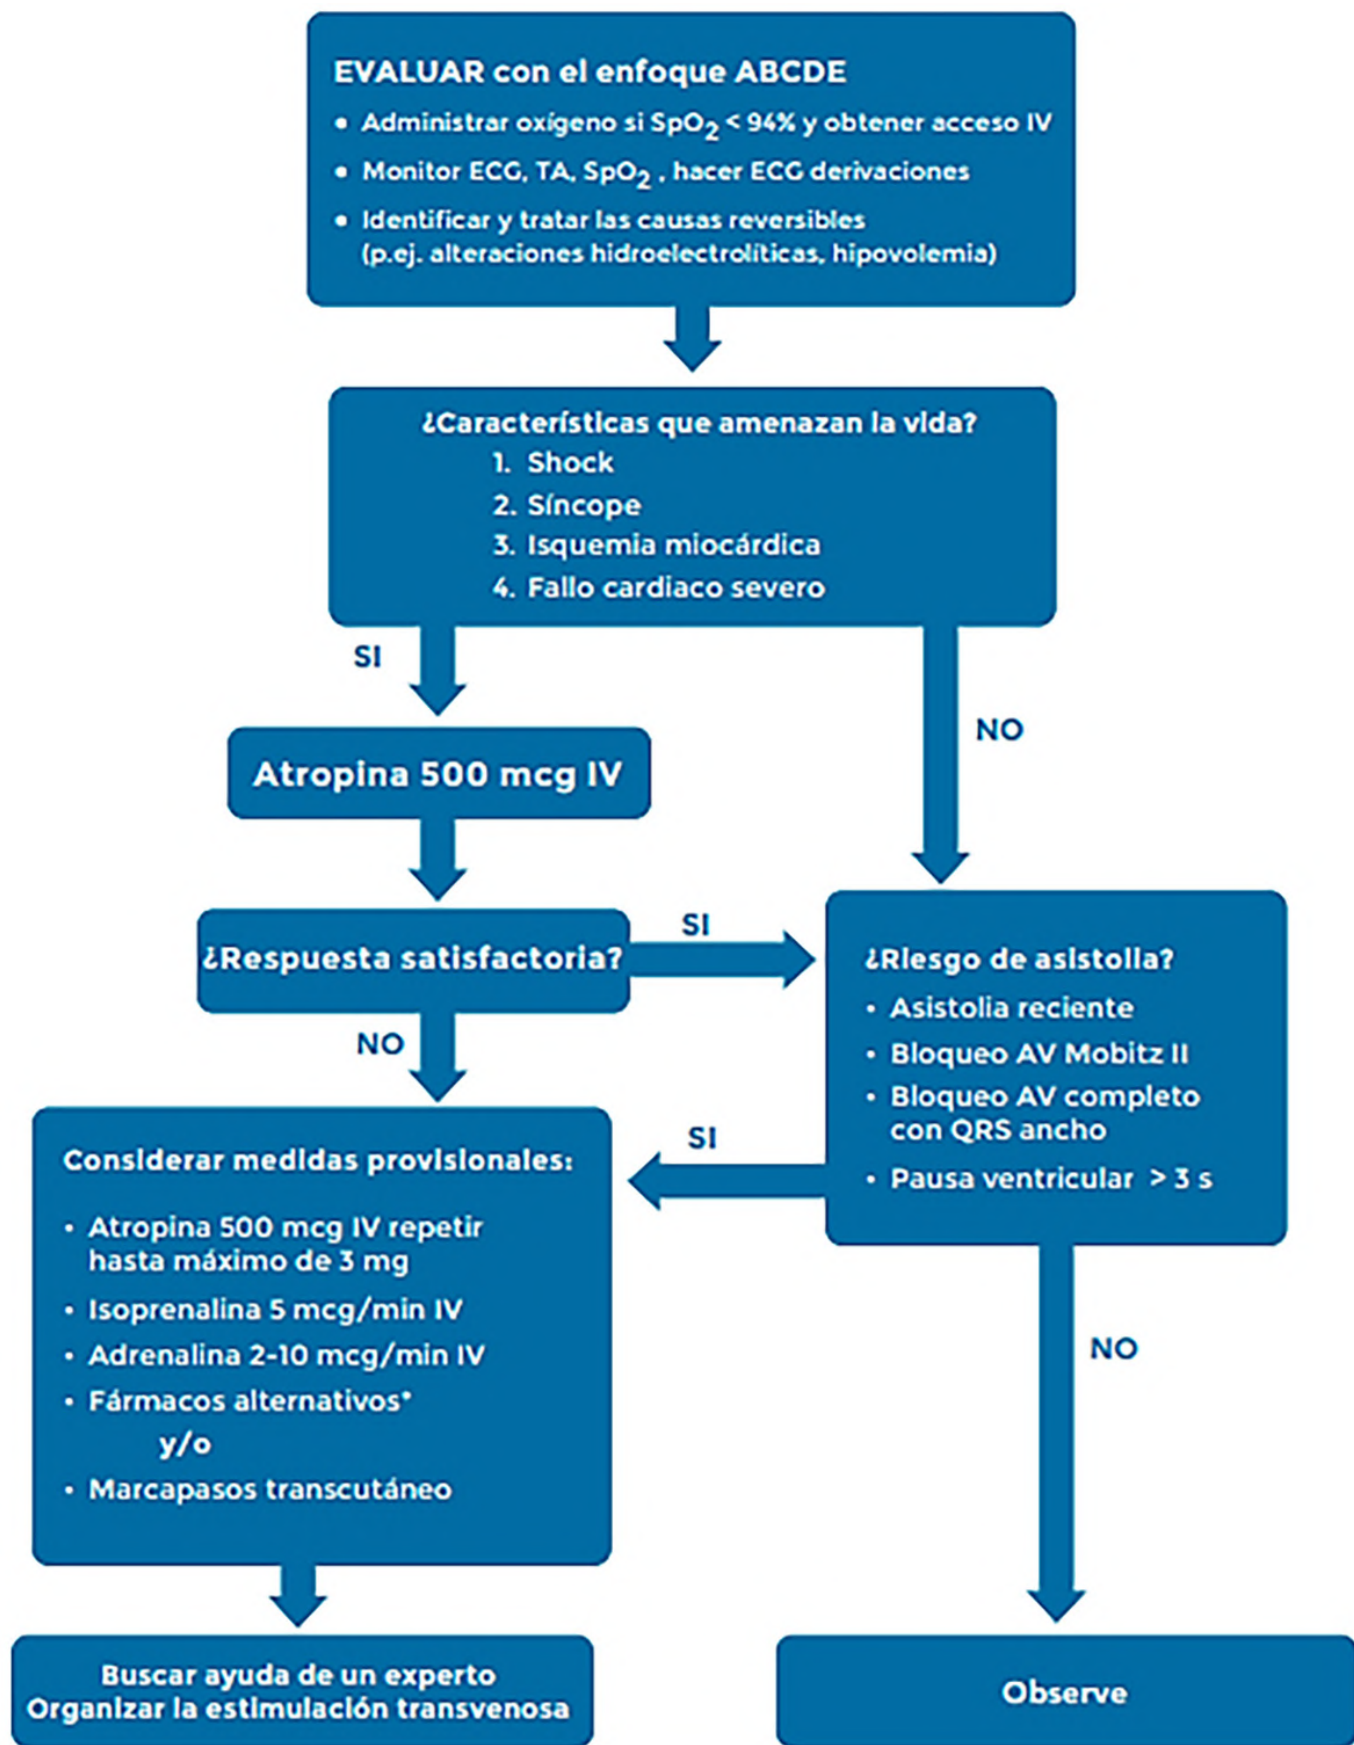 EVALUAR con el enfoque ABCDE
• Administrar oxígeno si SpO₂ < 94% y obtener acceso IV
• Monitor ECG, TA, SpO₂ , hacer ECG derivaciones
• Identificar y tratar las causas reversibles
(p.ej. alteraciones hidroelectrolíticas, hipovolemia)
¿Características que amenazan la vida?
1. Shock
2. Síncope
3. Isquemia miocárdica
4. Fallo cardiaco severo
SI
NO
Atropina 500 mcg IV
¿Respuesta satisfactoria?
SI
NO
¿Riesgo de asistolia?
• Asistolia reciente
• Bloqueo AV Mobitz II
• Bloqueo AV completo
con QRS ancho
• Pausa ventricular > 3 s
SI
NO
Considerar medidas provisionales:
• Atropina 500 mcg IV repetir
hasta máximo de 3 mg
• Isoprenalina 5 mcg/min IV
• Adrenalina 2-10 mcg/min IV
• Fármacos alternativos*
y/o
• Marcapasos transcutáneo
Buscar ayuda de un experto
Organizar la estimulación transvenosa
Observe